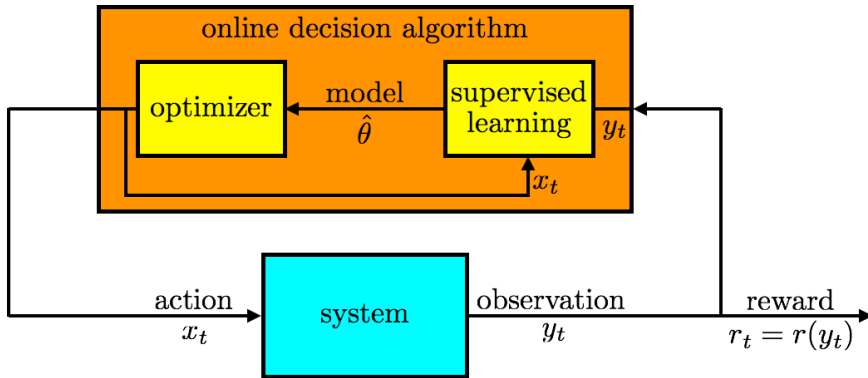 online decision algorithm
optimizer
model
θ̂
supervised
learning
y_t
x_t
action
x_t
system
observation
y_t
reward
r_t = r(y_t)